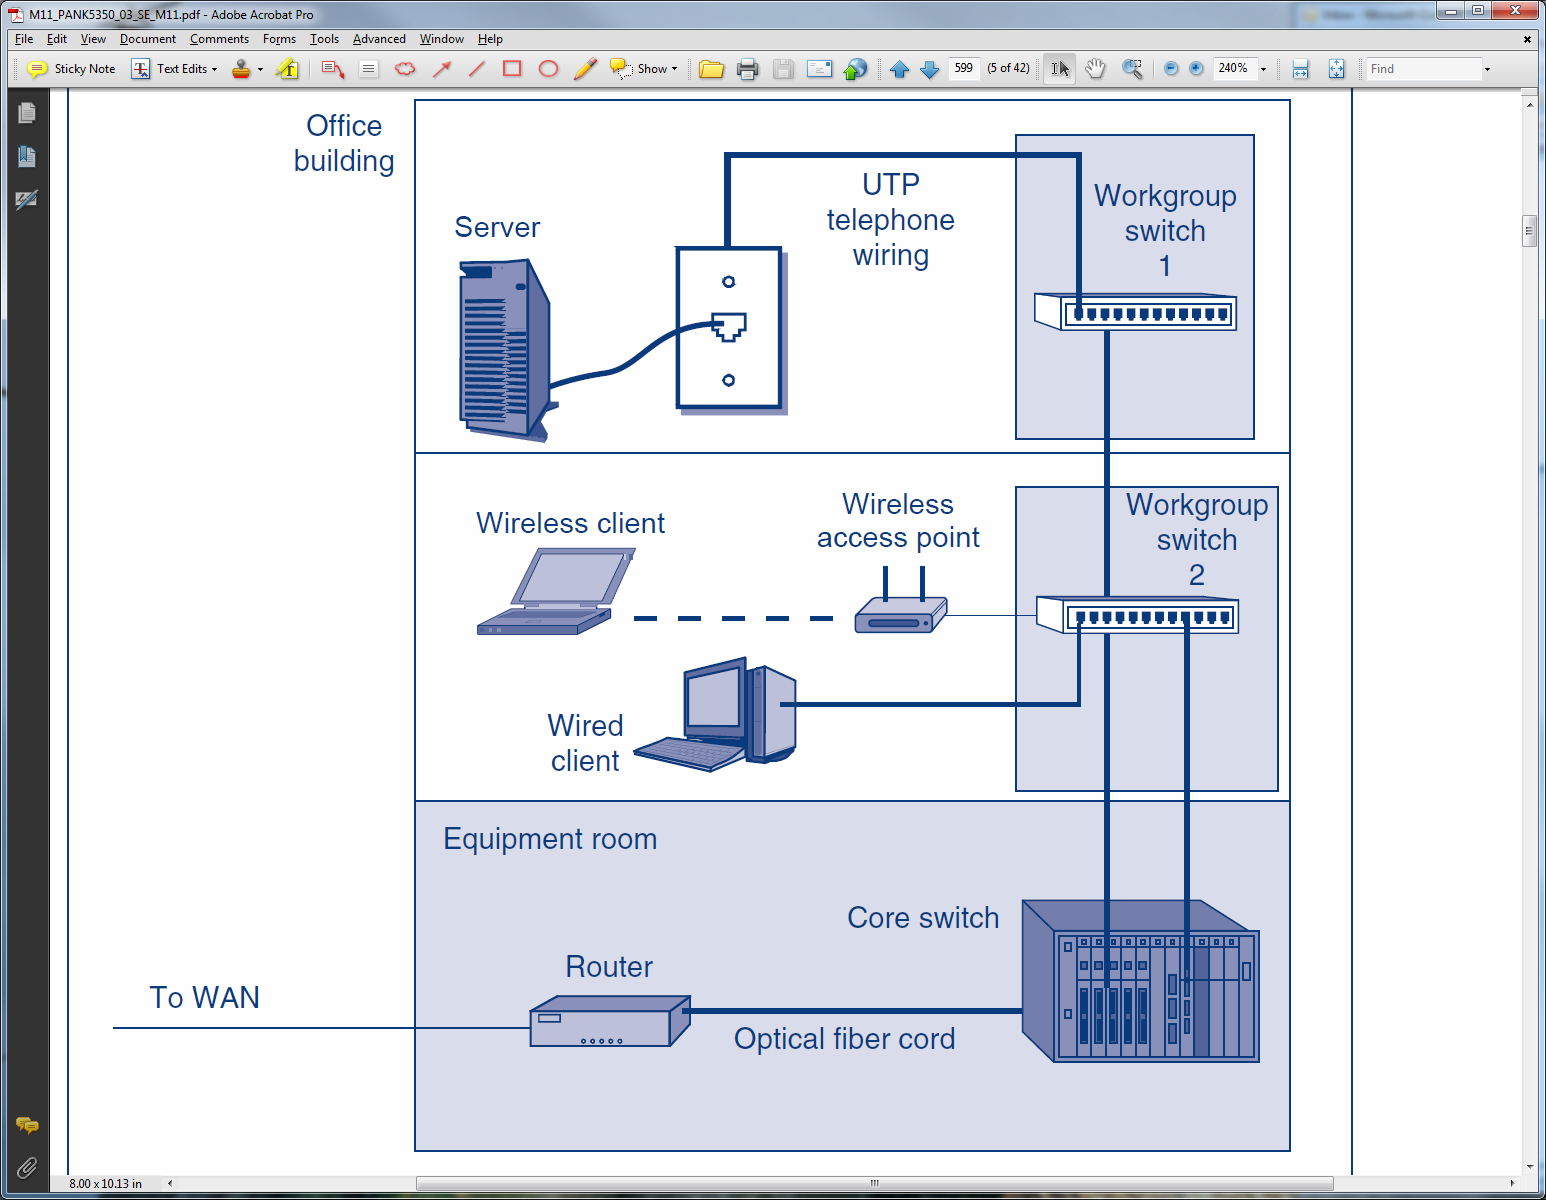 M11_PANK5350_03_SE_M11.pdf - Adobe Acrobat Pro
File Edit View Document Comments Forms Tools Advanced Window Help
Sticky Note Text Edits Show 599 (5 of 42) 240% Find
Office
building
Server
UTP
telephone
wiring
Workgroup
switch
1
Wireless client
Wireless
access point
Workgroup
switch
2
Wired
client
Equipment room
Core switch
Router
To WAN
Optical fiber cord
8.00 x 10.13 in